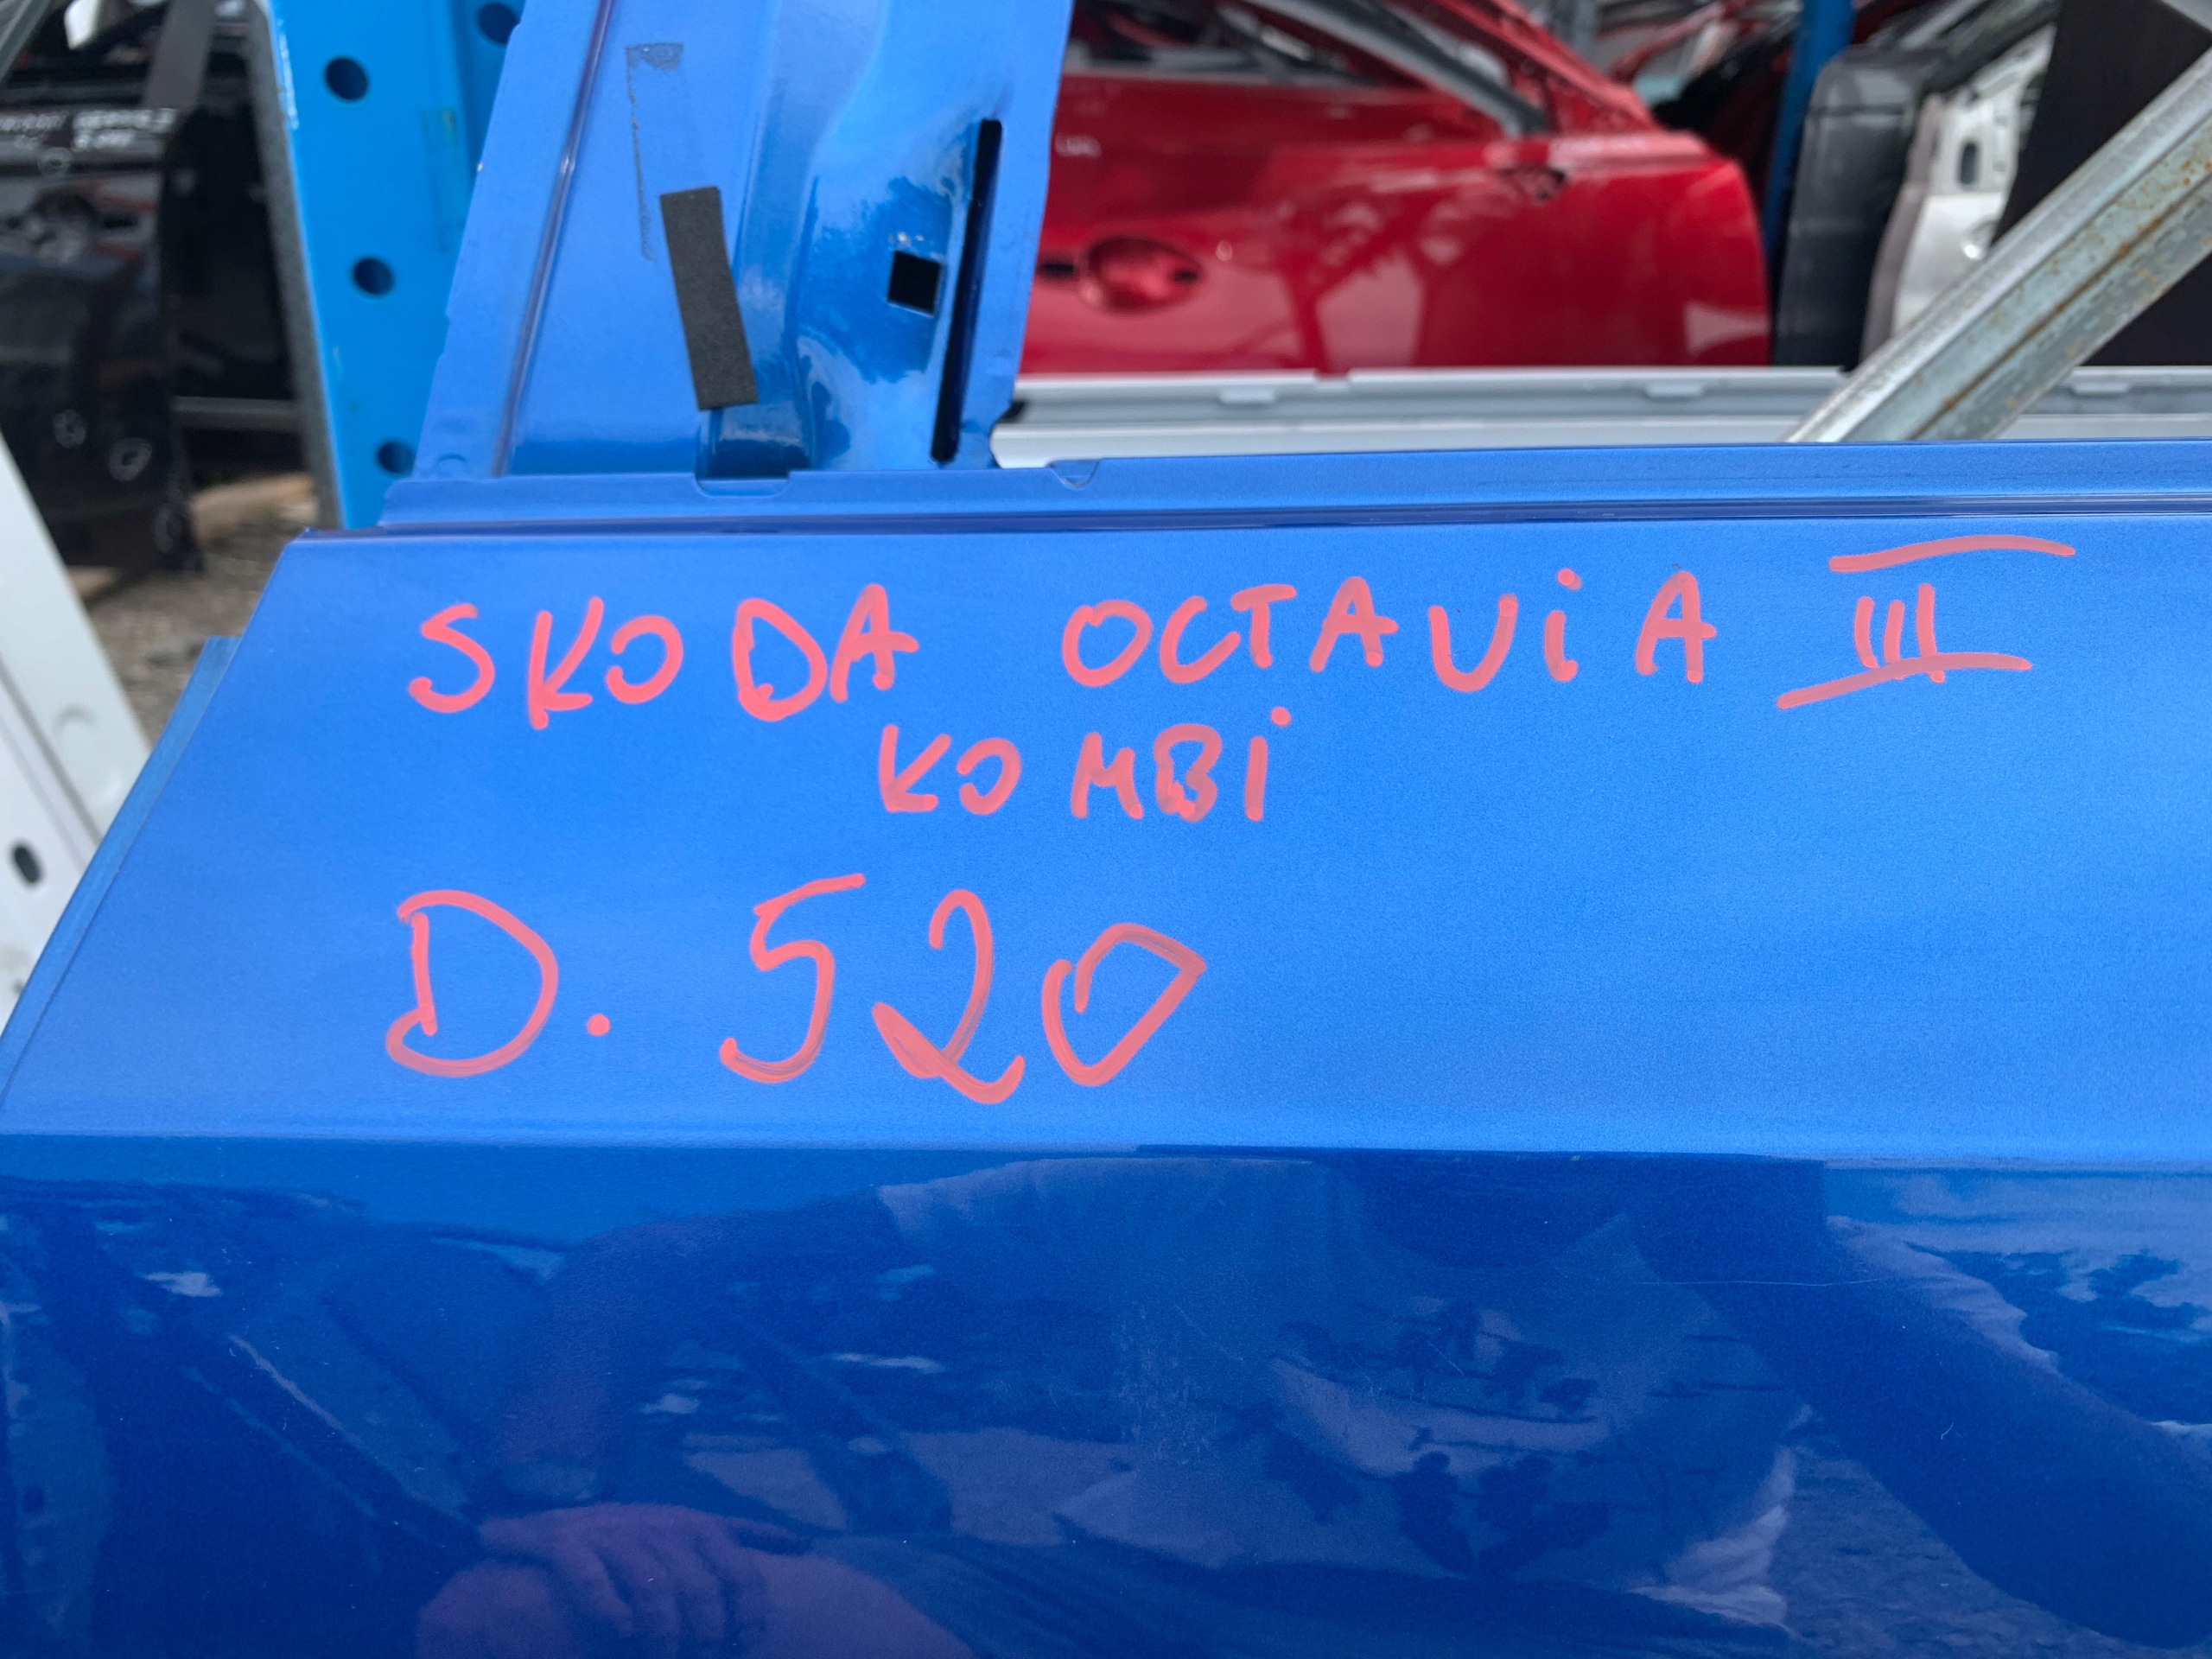 SKODA OCTAViA III
KOMBi
D. 520